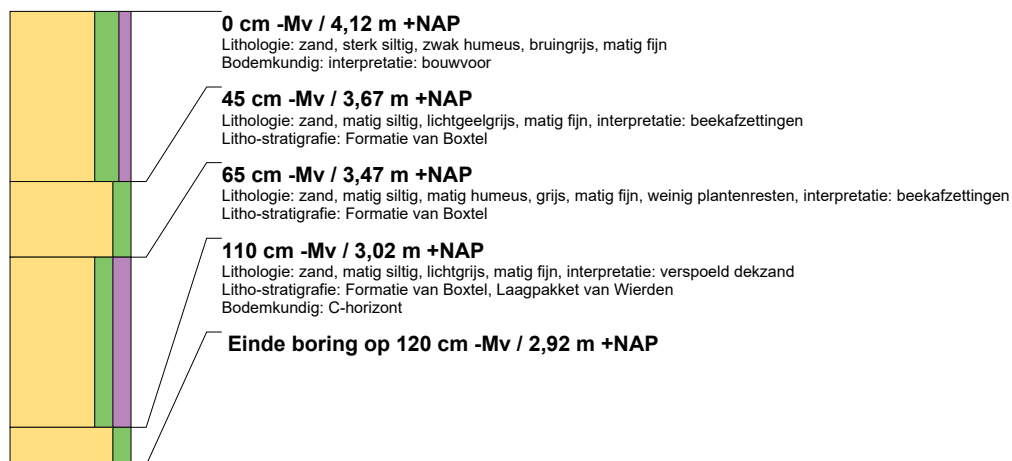 0 cm -Mv / 4,12 m +NAP
Lithologie: zand, sterk siltig, zwak humeus, bruingrijs, matig fijn
Bodemkundig: interpretatie: bouwvoor
45 cm -Mv / 3,67 m +NAP
Lithologie: zand, matig siltig, lichtgeelgrijs, matig fijn, interpretatie: beekafzettingen
Litho-stratigrafie: Formatie van Boxtel
65 cm -Mv / 3,47 m +NAP
Lithologie: zand, matig siltig, matig humeus, grijs, matig fijn, weinig plantenresten, interpretatie: beekafzettingen
Litho-stratigrafie: Formatie van Boxtel
110 cm -Mv / 3,02 m +NAP
Lithologie: zand, matig siltig, lichtgrijs, matig fijn, interpretatie: verspoeld dekzand
Litho-stratigrafie: Formatie van Boxtel, Laagpakket van Wierden
Bodemkundig: C-horizont
Einde boring op 120 cm -Mv / 2,92 m +NAP